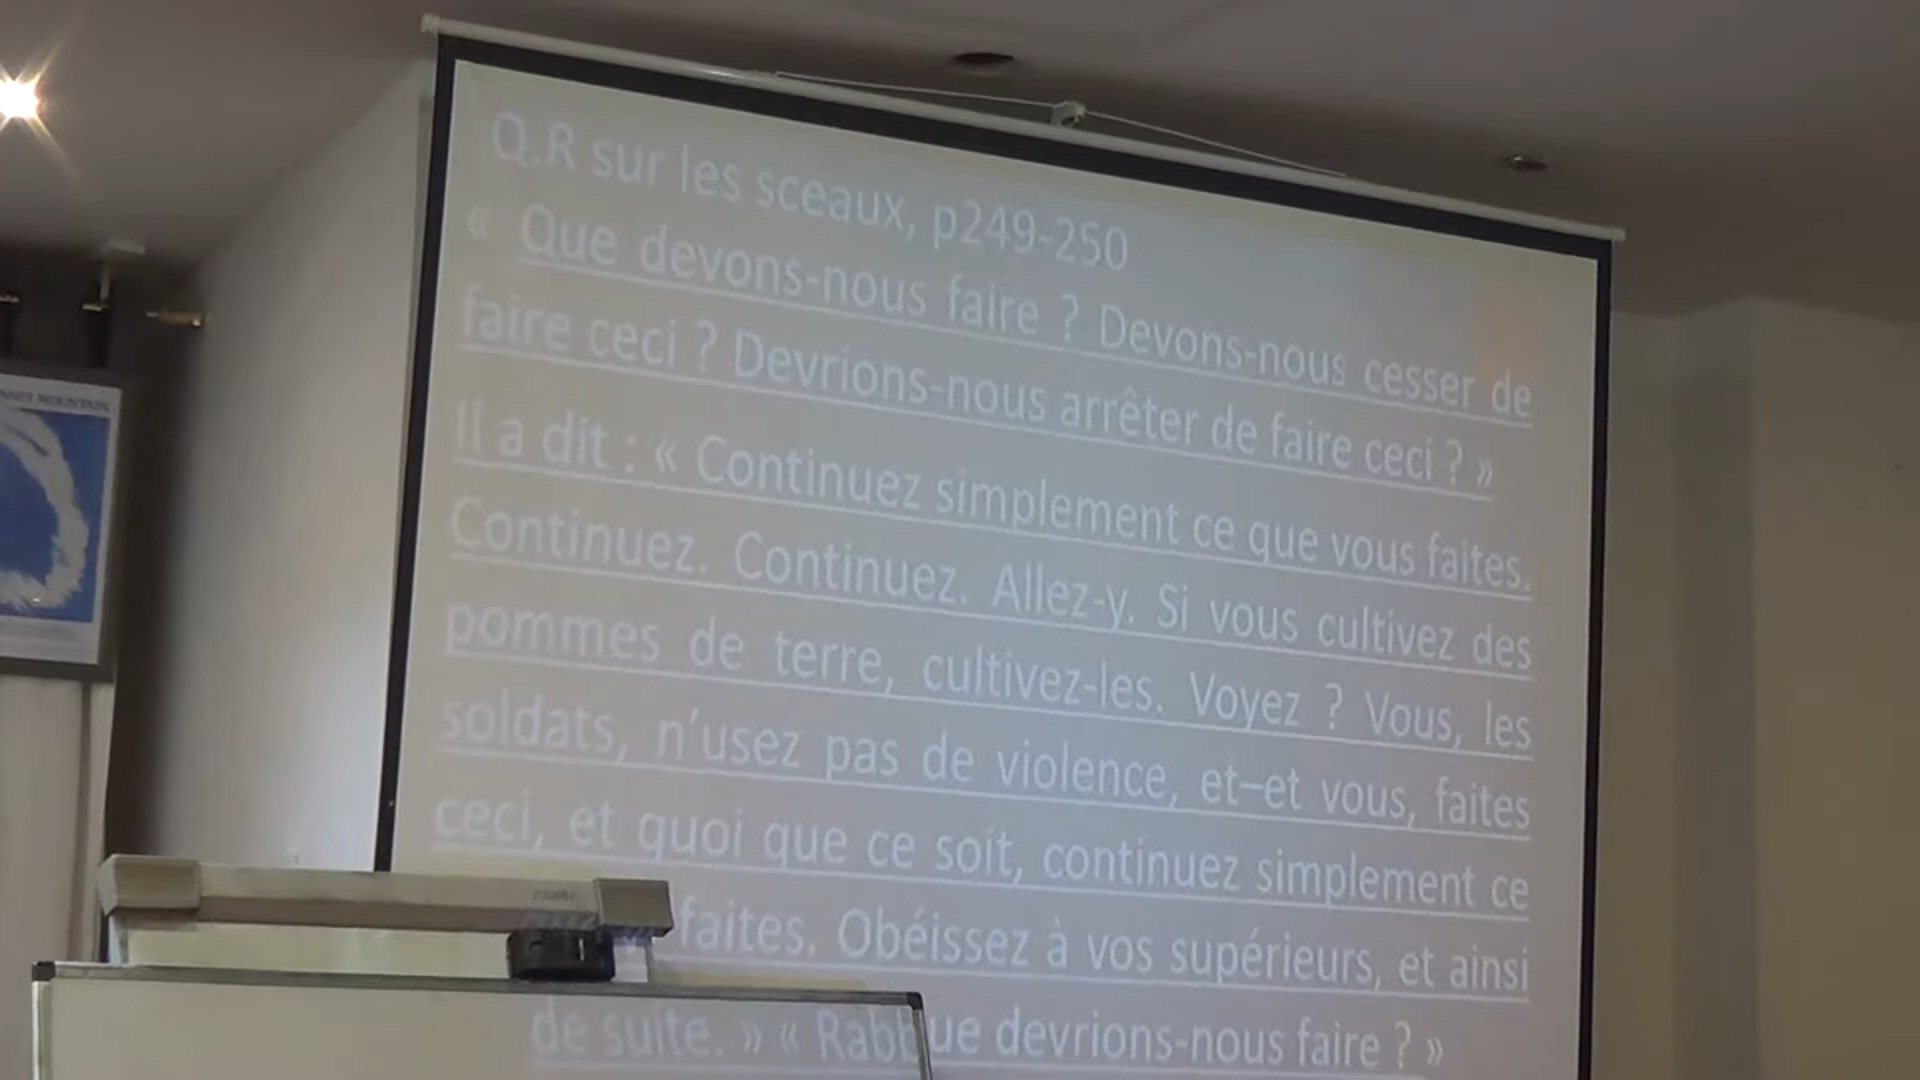 Q.R sur les sceaux, p249-250
« Que devons-nous faire ? Devons-nous cesser de
faire ceci ? Devrions-nous arrêter de faire ceci ? »
Il a dit : « Continuez simplement ce que vous faites.
Continuez. Continuez. Allez-y. Si vous cultivez des
pommes de terre, cultivez-les. Voyez ? Vous, les
soldats, n'usez pas de violence, et–et vous, faites
ceci, et quoi que ce soit, continuez simplement ce
faites. Obéissez à vos supérieurs, et ainsi
de suite. » « devrions-nous faire ? »
MOUNTAIN